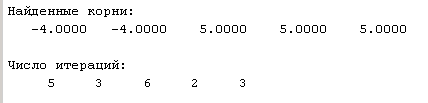 Найденные корни:
-4.0000 -4.0000 5.0000 5.0000 5.0000
Число итераций:
5 3 6 2 3